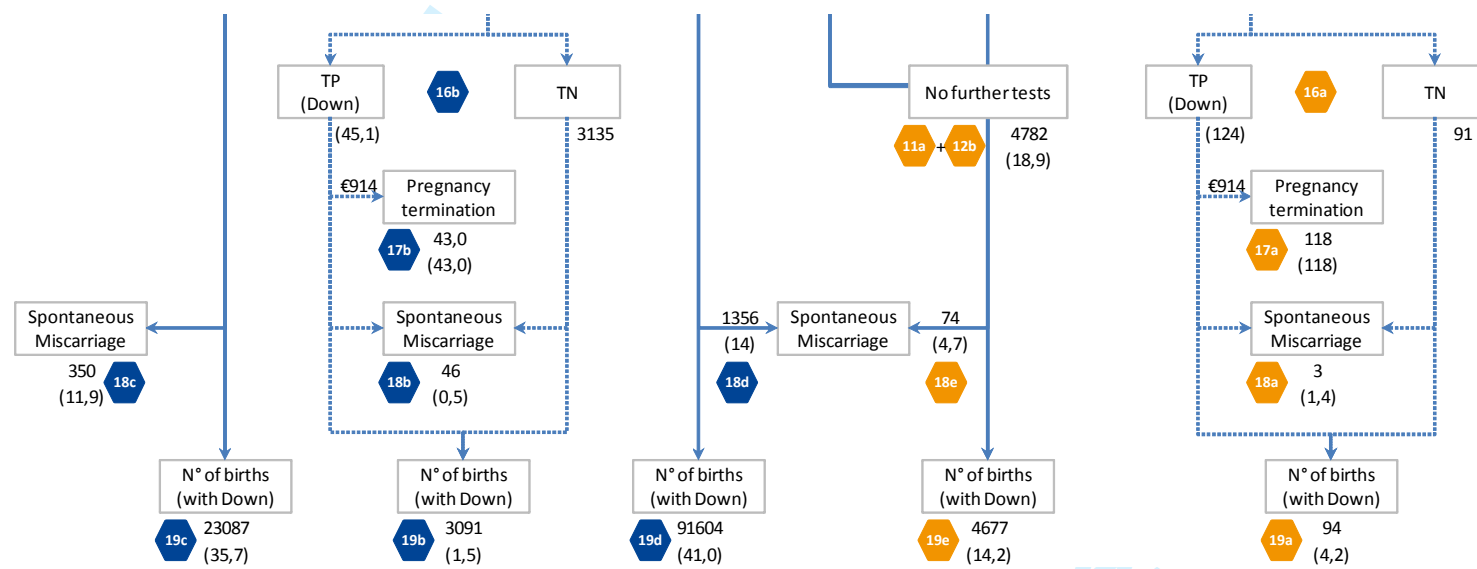 TP
(Down)
16b
TN
(45,1)
3135
€914
Pregnancy
termination
17b
43,0
(43,0)
Spontaneous
Miscarriage
350
(11,9)
18c
Spontaneous
Miscarriage
18b
46
(0,5)
N° of births
(with Down)
19c
23087
(35,7)
N° of births
(with Down)
19b
3091
(1,5)
No further tests
11a + 12b
4782
(18,9)
1356
(14)
18d
Spontaneous
Miscarriage
74
(4,7)
18e
N° of births
(with Down)
19d
91604
(41,0)
N° of births
(with Down)
19e
4677
(14,2)
TP
(Down)
16a
TN
(124)
91
€914
Pregnancy
termination
17a
118
(118)
Spontaneous
Miscarriage
18a
3
(1,4)
N° of births
(with Down)
19a
94
(4,2)